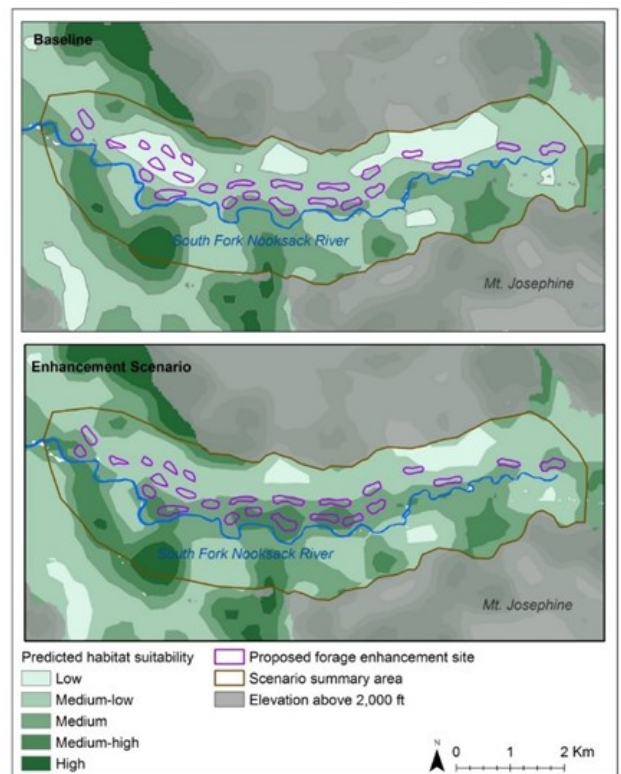 Baseline
South Fork Nooksack River
Mt. Josephine
Enhancement Scenario
South Fork Nooksack River
Mt. Josephine
Predicted habitat suitability
Low
Medium-low
Medium
Medium-high
High
Proposed forage enhancement site
Scenario summary area
Elevation above 2,000 ft
N
0 1 2 Km